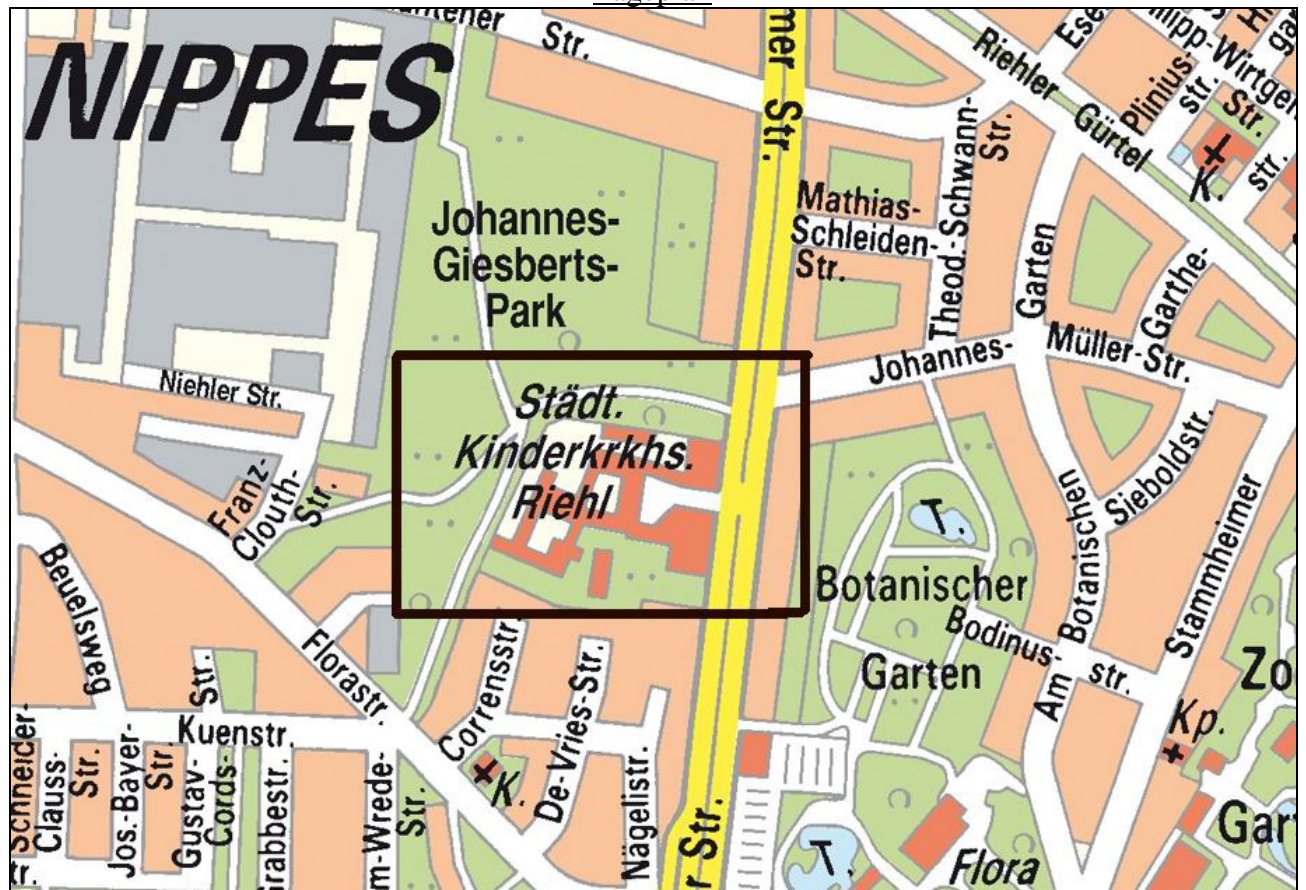 NIPPES
Str.
mer Str.
Riehler
Gürtel
Plinius-
str.
Str.
K.
str.
Johannes-
Giesberts-
Park
Mathias-
Schleiden-
Str.
Theod.-Schwann-
Str.
Garten
Garthe-
Johannes-
Müller-Str.
Niehler Str.
Städt.
Kinderkrkhs.
Riehl
Franz-
Clouth-
Str.
Sieboldstr.
T.
Botanischer
Garten
Am Botanischen
Bodinus-
str.
Stammheimer
Beuelsweg
Florastr.
Corrensstr.
De-Vries-Str.
Nägelistr.
Kuenstr.
Str.
Schneider-
Clauss-
Str.
Jos.-Bayer-
Str.
Gustav-
Cords-
Str.
K.
r Str.
Kp.
T.
Flora